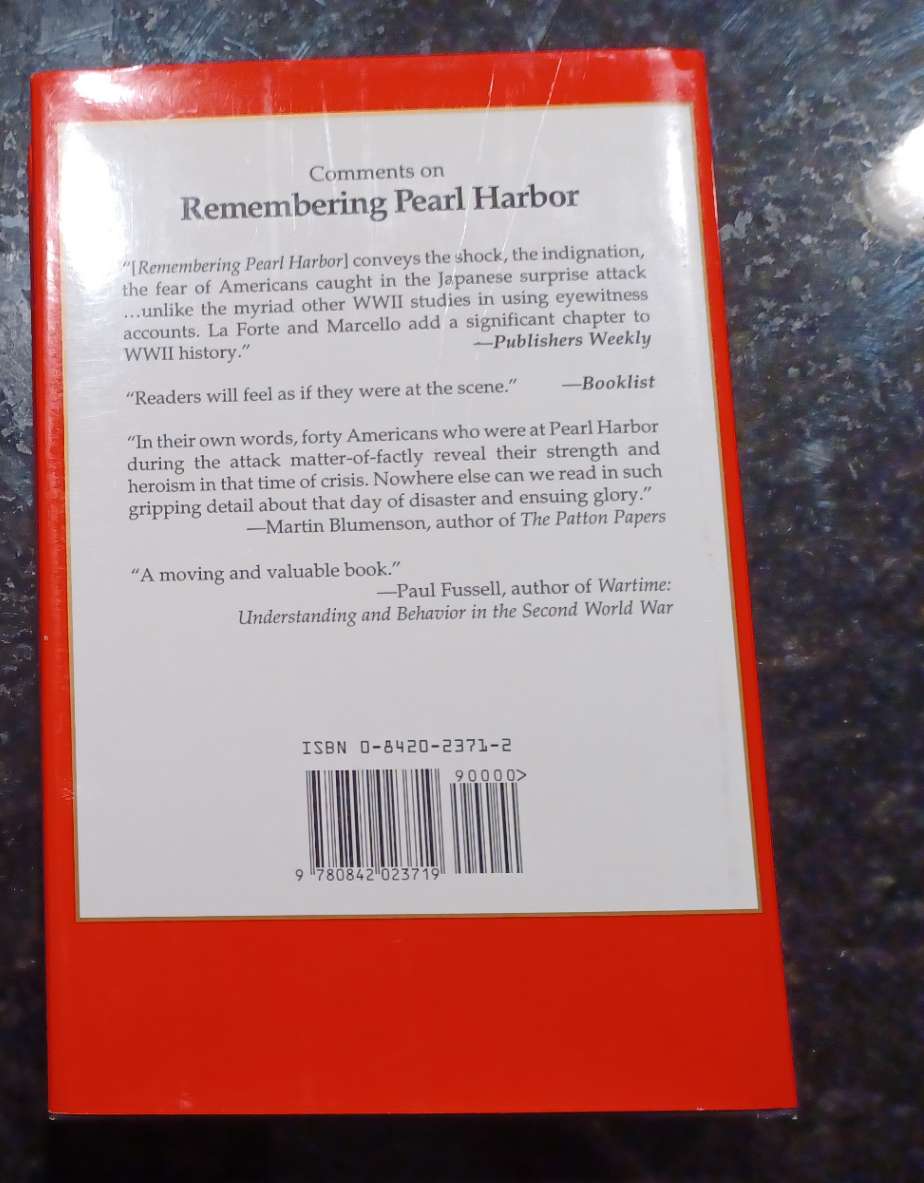 Comments on
Remembering Pearl Harbor
“[Remembering Pearl Harbor] conveys the shock, the indignation,
the fear of Americans caught in the Japanese surprise attack
…unlike the myriad other WWII studies in using eyewitness
accounts. La Forte and Marcello add a significant chapter to
WWII history.” —Publishers Weekly
“Readers will feel as if they were at the scene.” —Booklist
“In their own words, forty Americans who were at Pearl Harbor
during the attack matter-of-factly reveal their strength and
heroism in that time of crisis. Nowhere else can we read in such
gripping detail about that day of disaster and ensuing glory.”
—Martin Blumenson, author of The Patton Papers
“A moving and valuable book.”
—Paul Fussell, author of Wartime:
Understanding and Behavior in the Second World War
ISBN 0-8420-2371-2
90000>
9 780842 023719